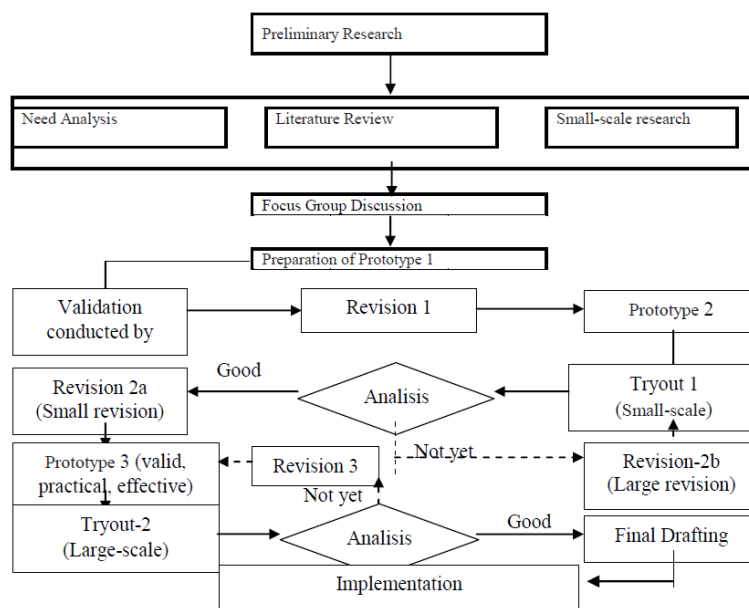 Preliminary Research
Need Analysis
Literature Review
Small-scale research
Focus Group Discussion
Preparation of Prototype 1
Validation
conducted by
Revision 1
Prototype 2
Good
Revision 2a
(Small revision)
Analisis
Tryout 1
(Small-scale)
Prototype 3 (valid,
practical, effective)
Revision 3
Not yet
Not yet
Revision-2b
(Large revision)
Tryout-2
(Large-scale)
Analisis
Good
Final Drafting
Implementation